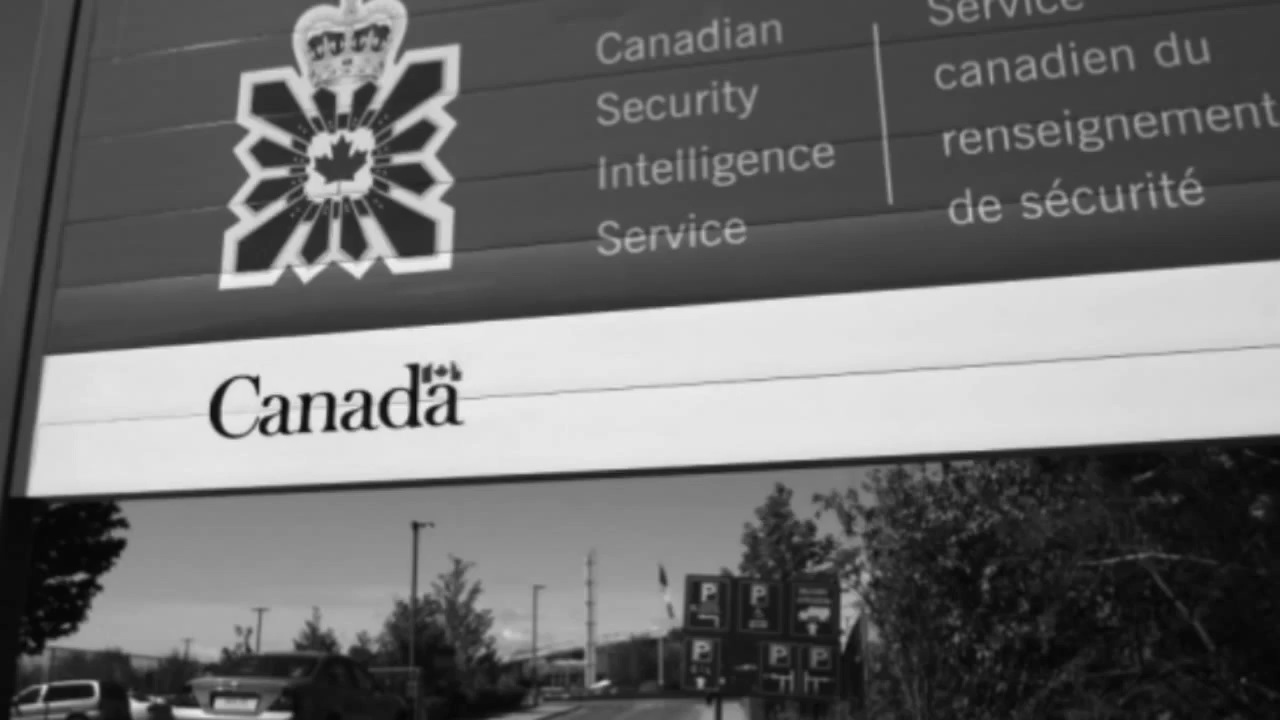 Canadian
Security
Intelligence
Service
Service
canadien du
renseignement
de sécurité
Canada
P
P
P
P
P